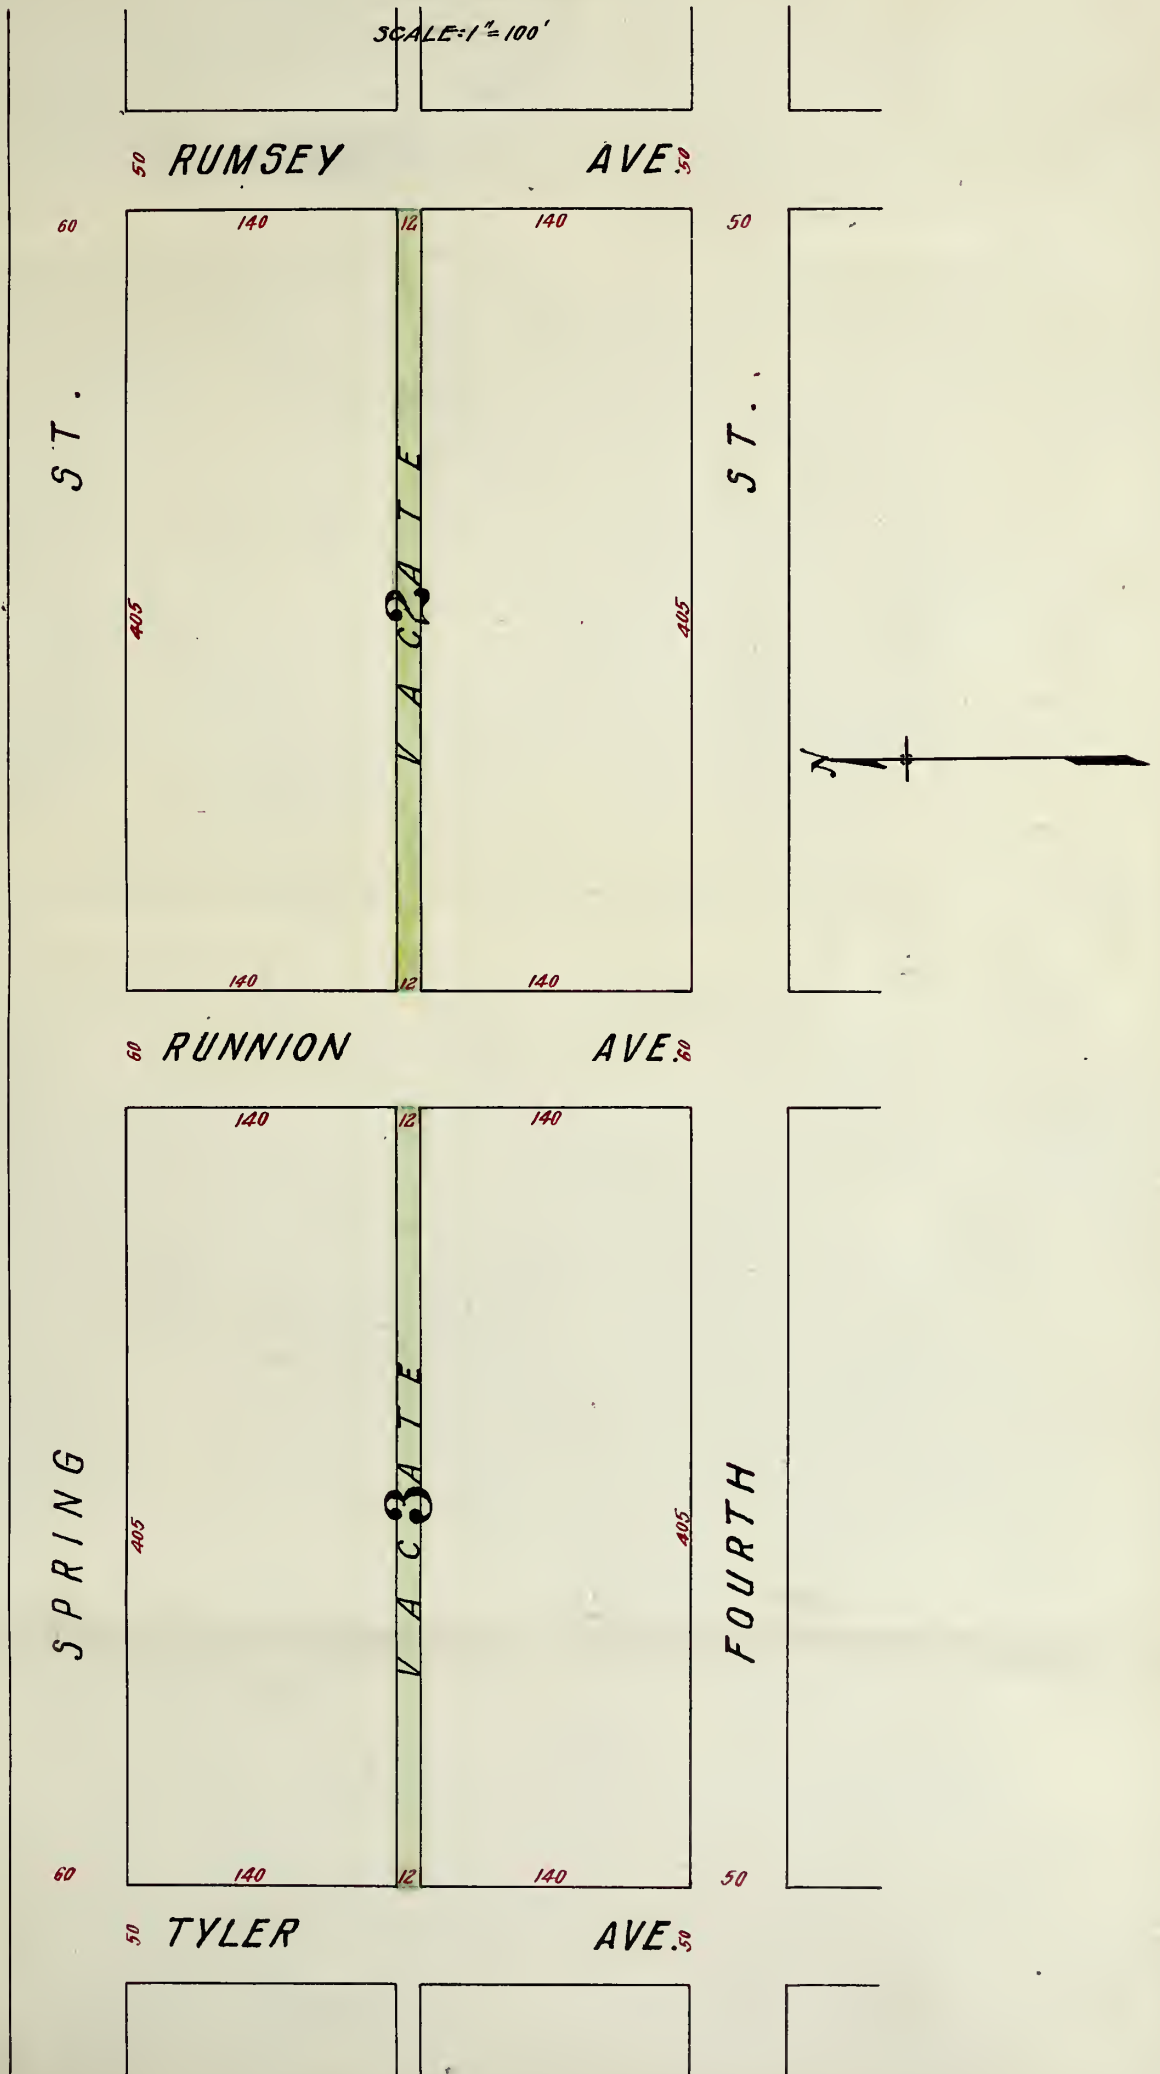 SCALE:1"=100'
50 RUMSEY AVE. 50
60 140 12 140 50
ST.
ST.
405
VACATE
2
405
N
140 12 140
60 RUNNION AVE. 60
140 12 140
SPRING
405
VACATE
3
405
FOURTH
60 140 12 140 50
50 TYLER AVE. 50